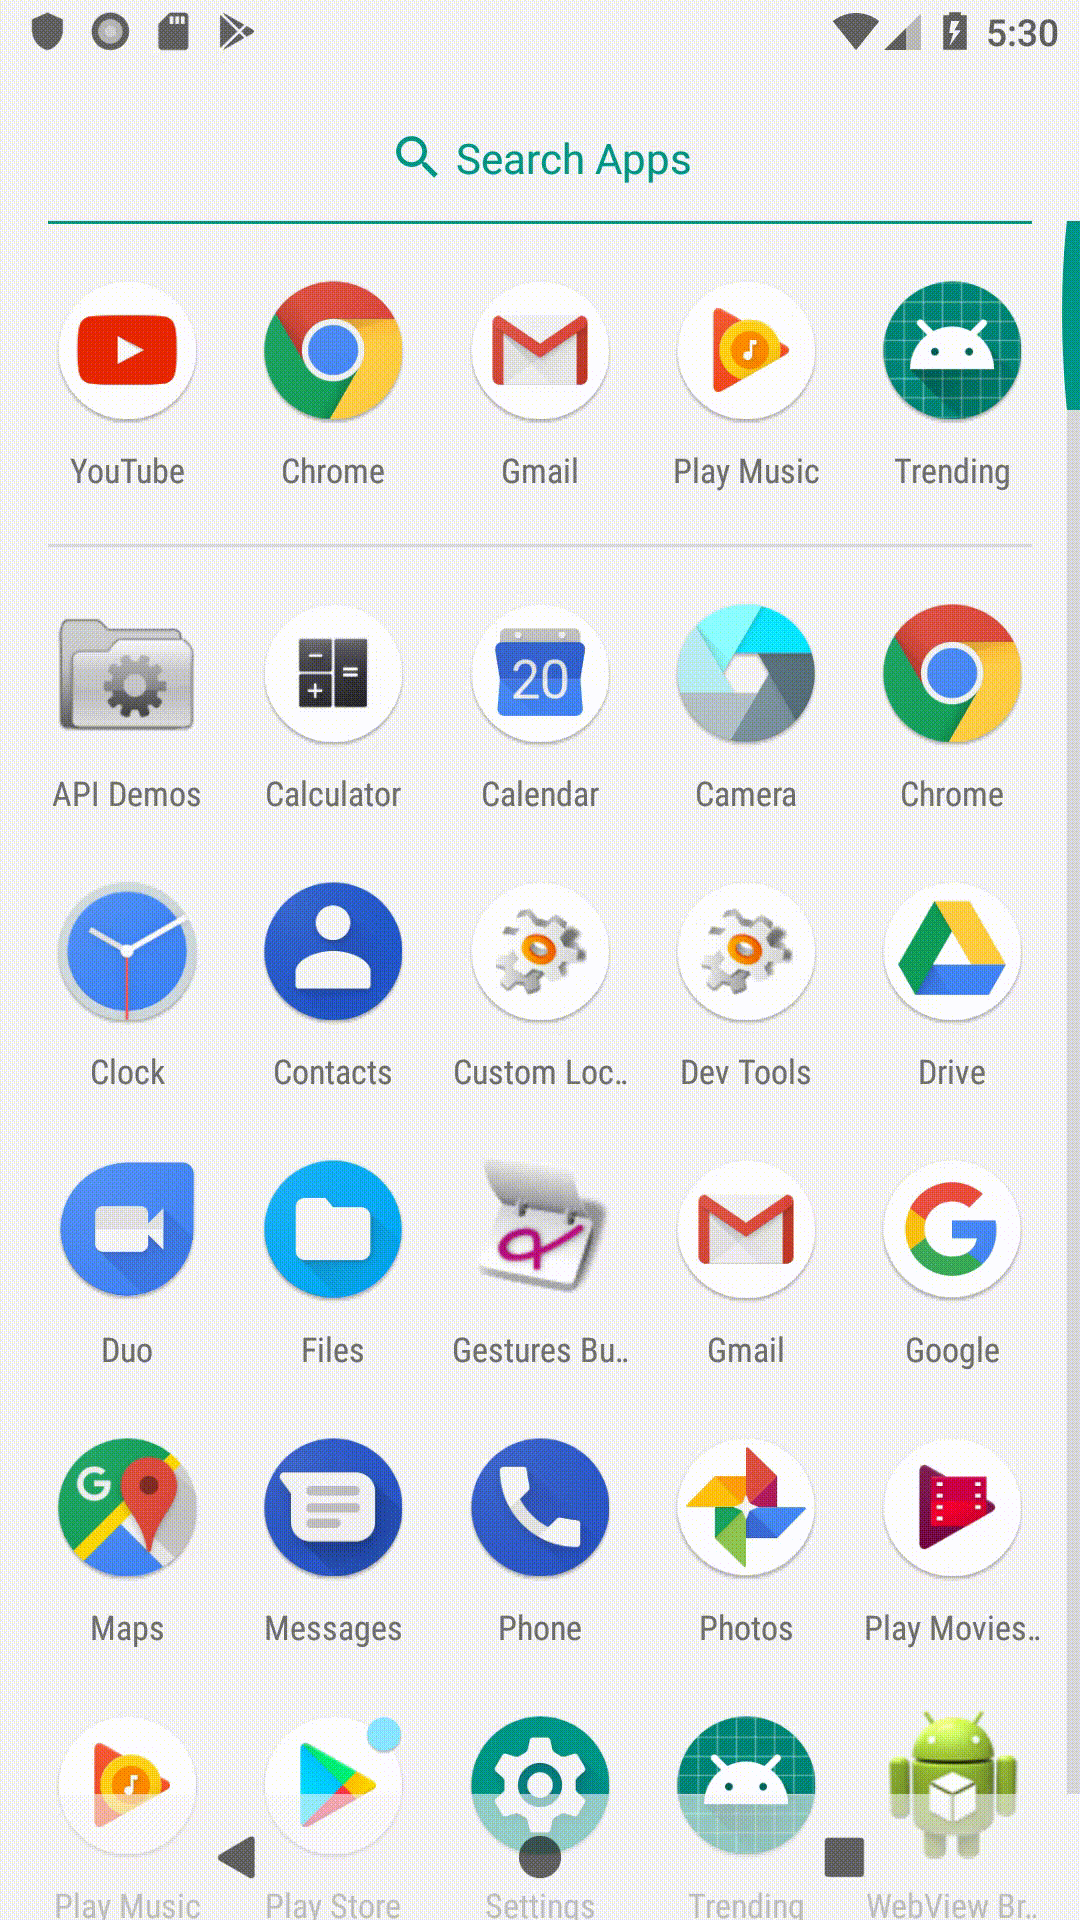 5:30
Search Apps
YouTube Chrome Gmail Play Music Trending
20
API Demos Calculator Calendar Camera Chrome
Clock Contacts Custom Loc.. Dev Tools Drive
G
Duo Files Gestures Bu.. Gmail Google
G
Maps Messages Phone Photos Play Movies..
Play Music Play Store Settings Trending WebView Br..